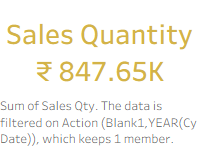 Sales Quantity
₹ 847.65K
Sum of Sales Qty. The data is
filtered on Action (Blank1,YEAR(Cy
Date)), which keeps 1 member.